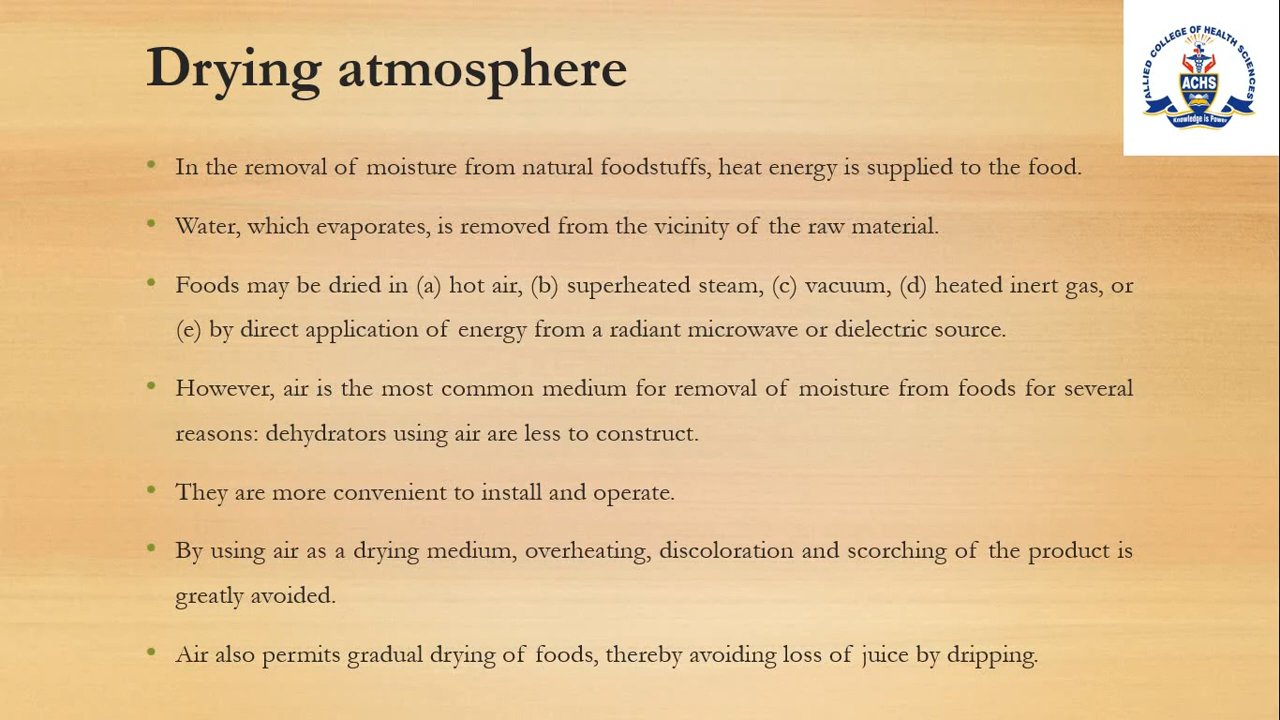 Drying atmosphere
ALLIED COLLEGE OF HEALTH SCIENCES
ACHS
Knowledge is Power
• In the removal of moisture from natural foodstuffs, heat energy is supplied to the food.
• Water, which evaporates, is removed from the vicinity of the raw material.
• Foods may be dried in (a) hot air, (b) superheated steam, (c) vacuum, (d) heated inert gas, or
(e) by direct application of energy from a radiant microwave or dielectric source.
• However, air is the most common medium for removal of moisture from foods for several
reasons: dehydrators using air are less to construct.
• They are more convenient to install and operate.
• By using air as a drying medium, overheating, discoloration and scorching of the product is
greatly avoided.
• Air also permits gradual drying of foods, thereby avoiding loss of juice by dripping.